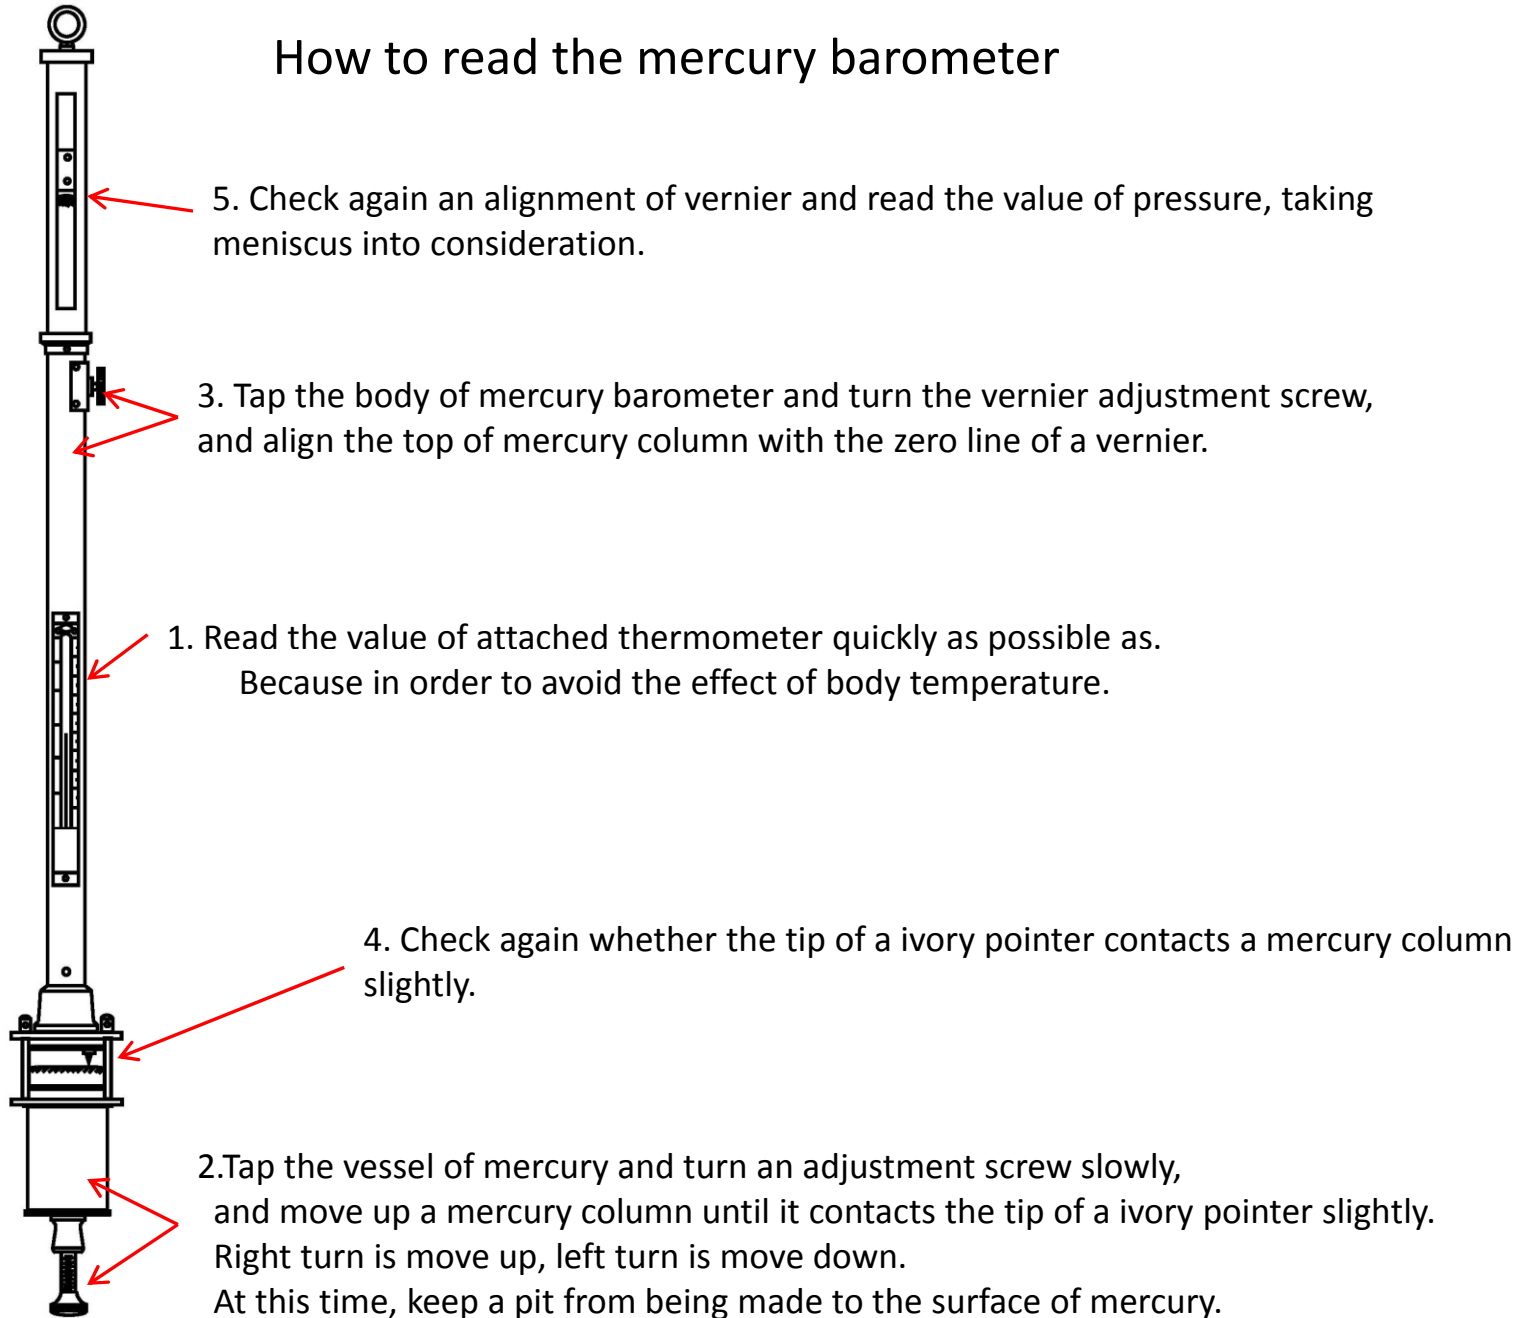 How to read the mercury barometer
5. Check again an alignment of vernier and read the value of pressure, taking
meniscus into consideration.
3. Tap the body of mercury barometer and turn the vernier adjustment screw,
and align the top of mercury column with the zero line of a vernier.
1. Read the value of attached thermometer quickly as possible as.
Because in order to avoid the effect of body temperature.
4. Check again whether the tip of a ivory pointer contacts a mercury column
slightly.
2.Tap the vessel of mercury and turn an adjustment screw slowly,
and move up a mercury column until it contacts the tip of a ivory pointer slightly.
Right turn is move up, left turn is move down.
At this time, keep a pit from being made to the surface of mercury.